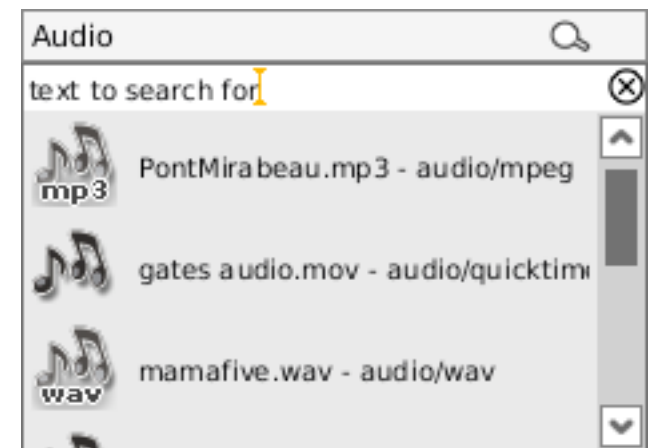 Audio
text to search for
mp3
PontMirabeau.mp3 - audio/mpeg
gates audio.mov - audio/quicktime
wav
mamafive.wav - audio/wav